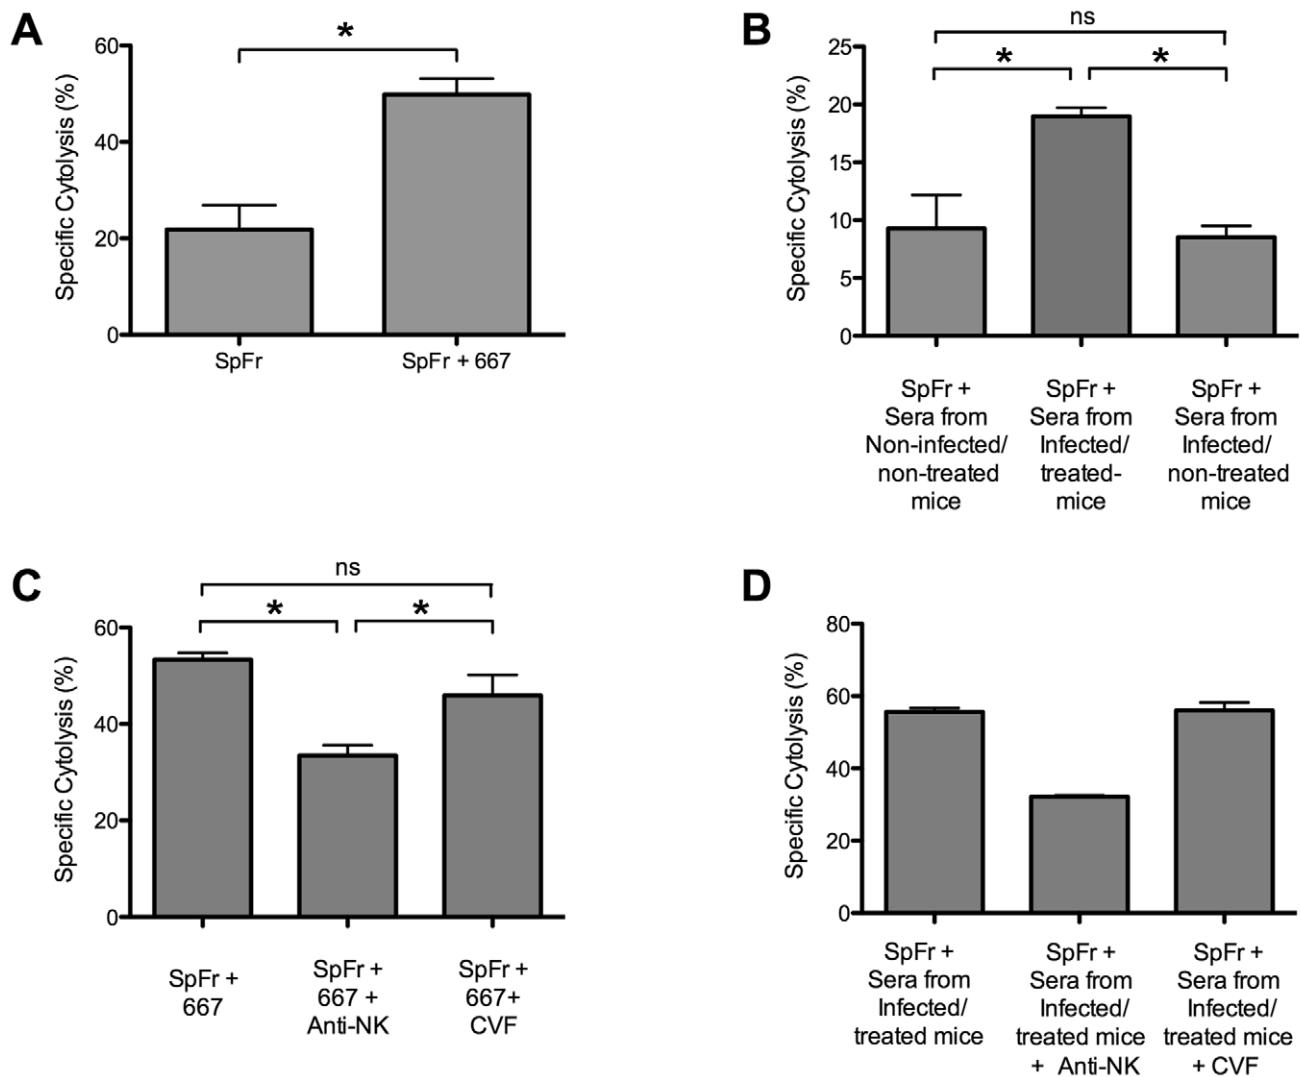 A
Specific Cytolysis (%)
60
40
20
0
*
SpFr
SpFr + 667
B
Specific Cytolysis (%)
25
20
15
10
5
0
ns
*
*
SpFr +
Sera from
Non-infected/
non-treated
mice
SpFr +
Sera from
Infected/
treated-
mice
SpFr +
Sera from
Infected/
non-treated
mice
C
Specific Cytolysis (%)
60
40
20
0
ns
*
*
SpFr +
667
SpFr +
667 +
Anti-NK
SpFr +
667+
CVF
D
Specific Cytolysis (%)
80
60
40
20
0
SpFr +
Sera from
Infected/
treated mice
SpFr +
Sera from
Infected/
treated mice
+ Anti-NK
SpFr +
Sera from
Infected/
treated mice
+ CVF